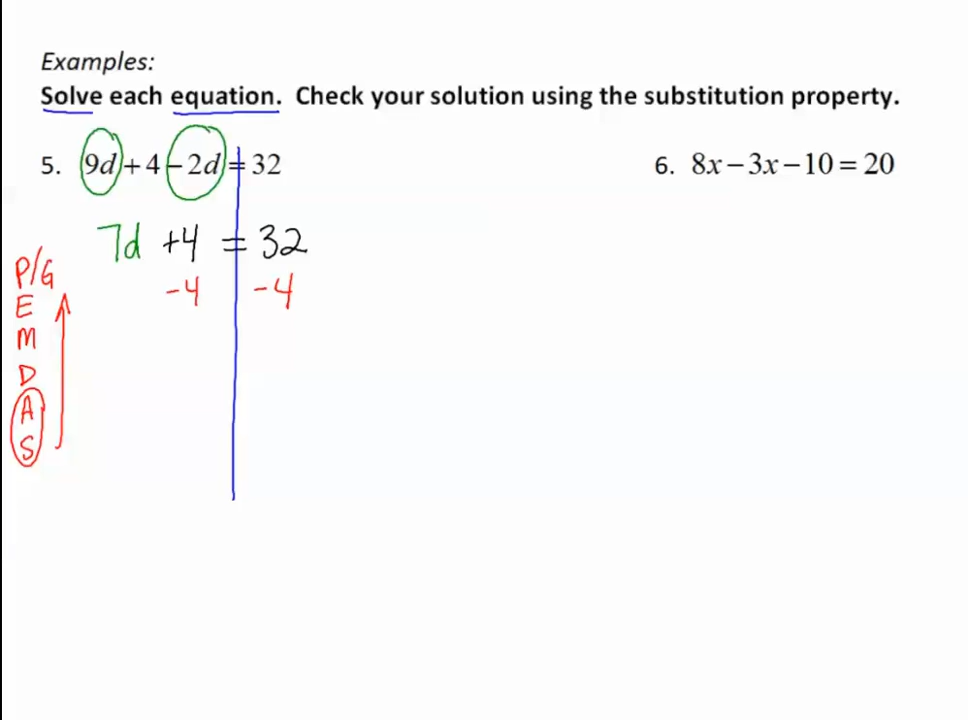 Examples:
Solve each equation. Check your solution using the substitution property.
5. 9d + 4 − 2d = 32
6. 8x − 3x − 10 = 20
7d +4 = 32
-4 -4
P/G
E
M
D
A
S